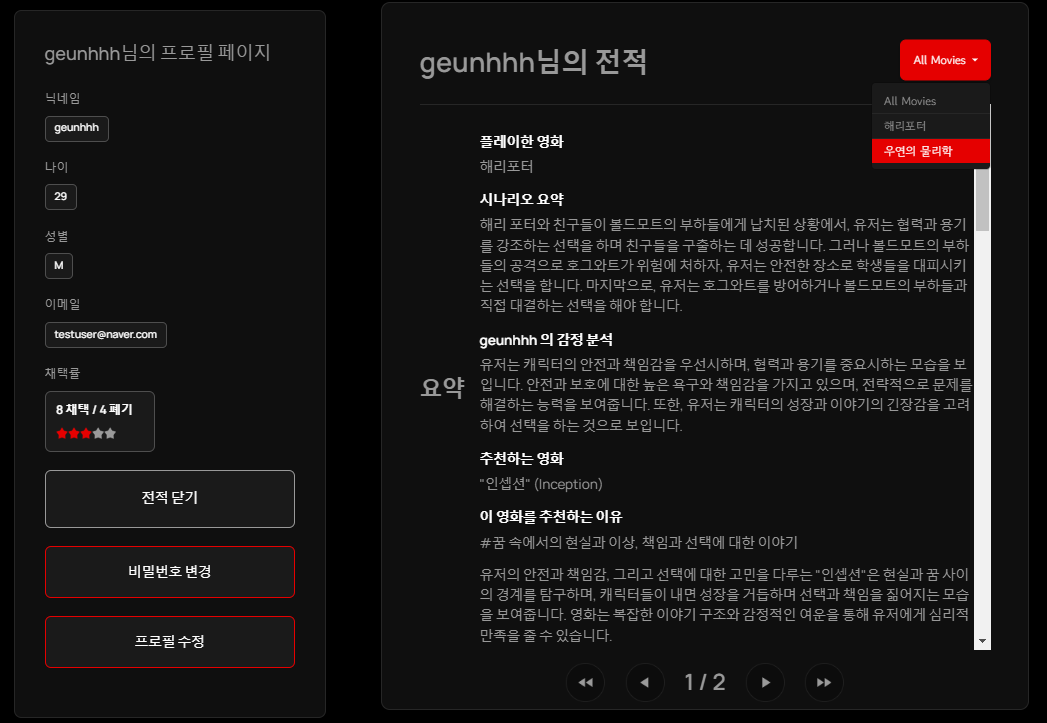 geunhhh님의 프로필 페이지
닉네임
geunhhh
나이
29
성별
M
이메일
testuser@naver.com
채택률
8 채택 / 4 폐기
전적 닫기
비밀번호 변경
프로필 수정
geunhhh님의 전적
All Movies
All Movies
해리포터
우연의 물리학
플레이한 영화
해리포터
시나리오 요약
해리 포터와 친구들이 볼드모트의 부하들에게 납치된 상황에서, 유저는 협력과 용기
를 강조하는 선택을 하며 친구들을 구출하는 데 성공합니다. 그러나 볼드모트의 부하
들의 공격으로 호그와트가 위험에 처하자, 유저는 안전한 장소로 학생들을 대피시키
는 선택을 합니다. 마지막으로, 유저는 호그와트를 방어하거나 볼드모트의 부하들과
직접 대결하는 선택을 해야 합니다.
geunhhh 의 감정 분석
유저는 캐릭터의 안전과 책임감을 우선시하며, 협력과 용기를 중요시하는 모습을 보
입니다. 안전과 보호에 대한 높은 욕구와 책임감을 가지고 있으며, 전략적으로 문제를
해결하는 능력을 보여줍니다. 또한, 유저는 캐릭터의 성장과 이야기의 긴장감을 고려
하여 선택을 하는 것으로 보입니다.
요약
추천하는 영화
"인셉션" (Inception)
이 영화를 추천하는 이유
#꿈 속에서의 현실과 이상, 책임과 선택에 대한 이야기
유저의 안전과 책임감, 그리고 선택에 대한 고민을 다루는 "인셉션"은 현실과 꿈 사이
의 경계를 탐구하며, 캐릭터들이 내면 성장을 거듭하며 선택과 책임을 짊어지는 모습
을 보여줍니다. 영화는 복잡한 이야기 구조와 감정적인 여운을 통해 유저에게 심리적
만족을 줄 수 있습니다.
1 / 2